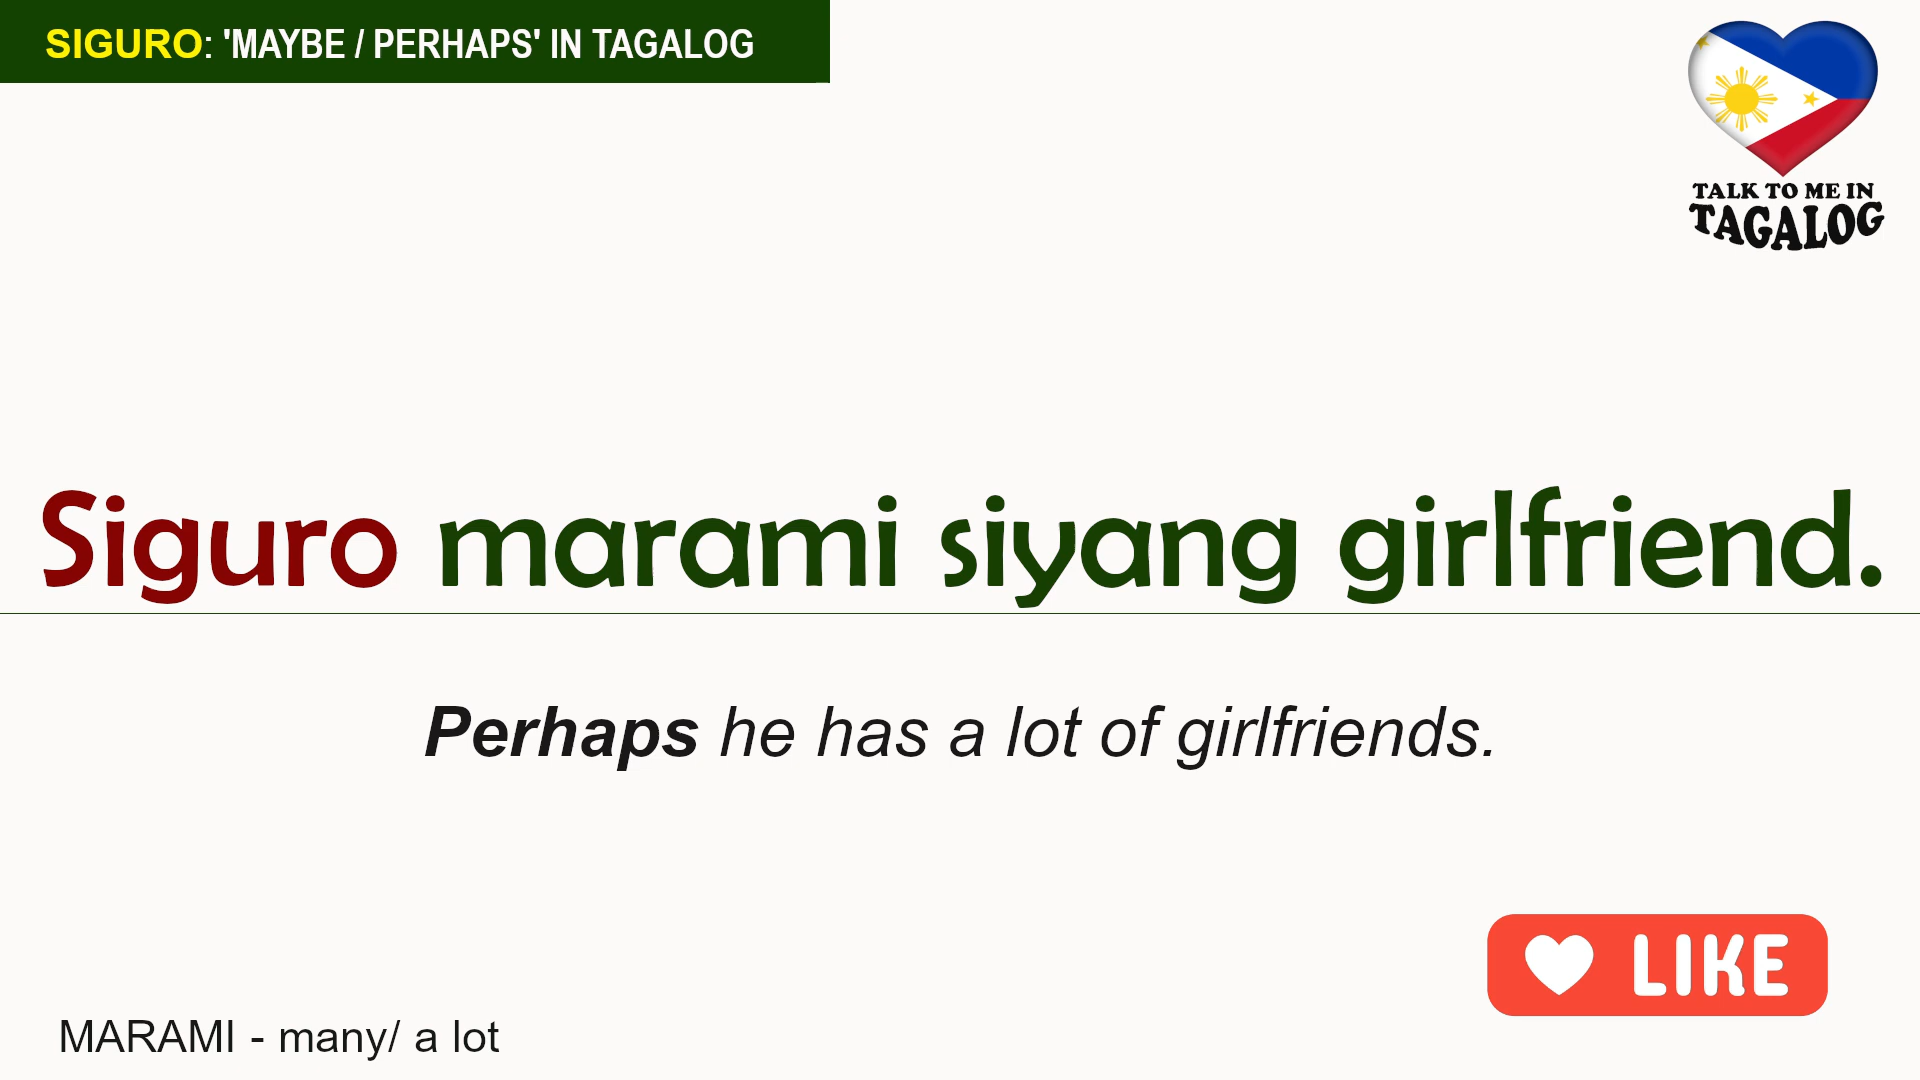 SIGURO: 'MAYBE / PERHAPS' IN TAGALOG
TALK TO ME IN
TAGALOG
Siguro marami siyang girlfriend.
Perhaps he has a lot of girlfriends.
LIKE
MARAMI - many/ a lot